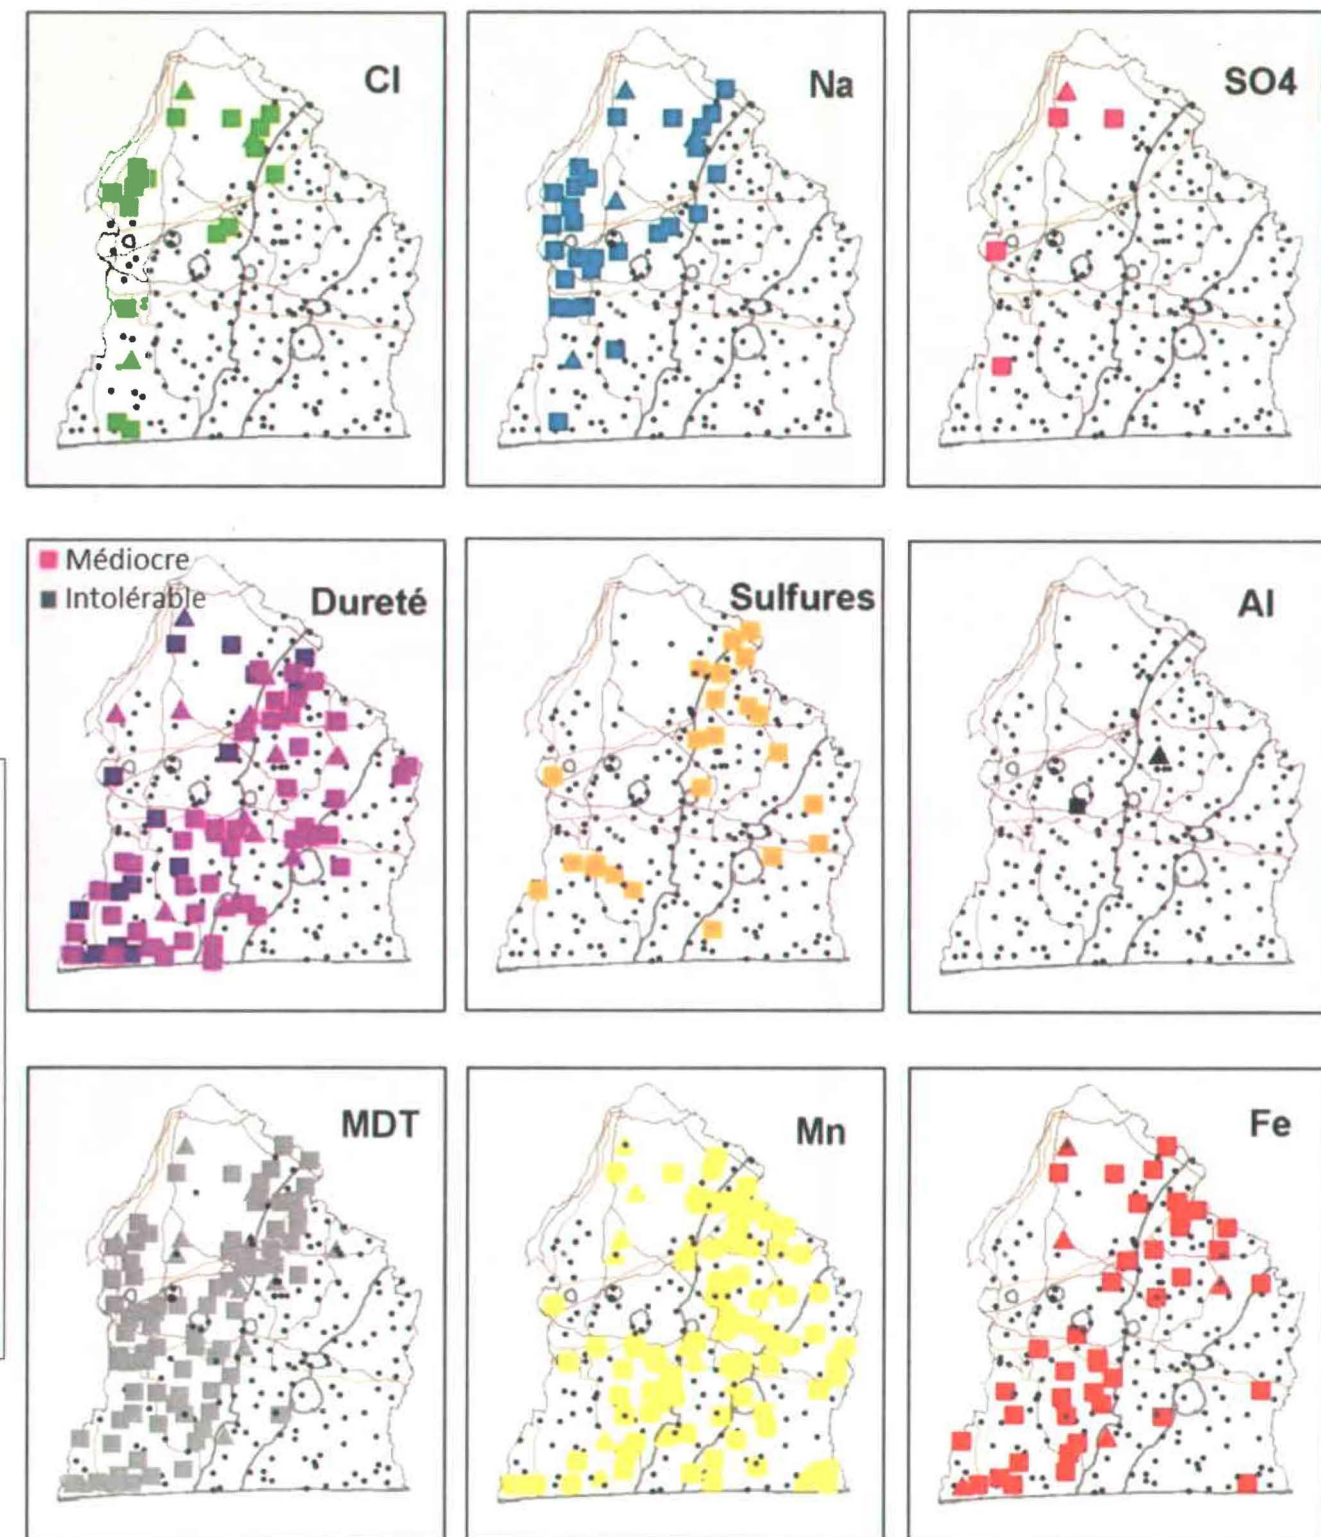 Cl
Na
SO4
Médiocre
Intolérable
Dureté
Sulfures
Al
MDT
Mn
Fe